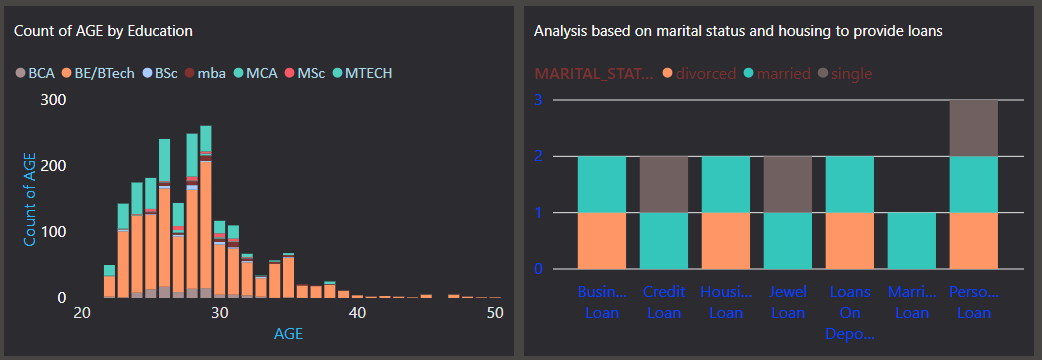 Count of AGE by Education
BCA BE/BTech BSc mba MCA MSc MTECH
300
200
100
0
Count of AGE
20 30 40 50
AGE
Analysis based on marital status and housing to provide loans
MARITAL_STAT... divorced married single
3
2
1
0
Busin... Credit Housi... Jewel Loans Marri... Perso...
Loan Loan Loan Loan On Loan Loan
Depo...